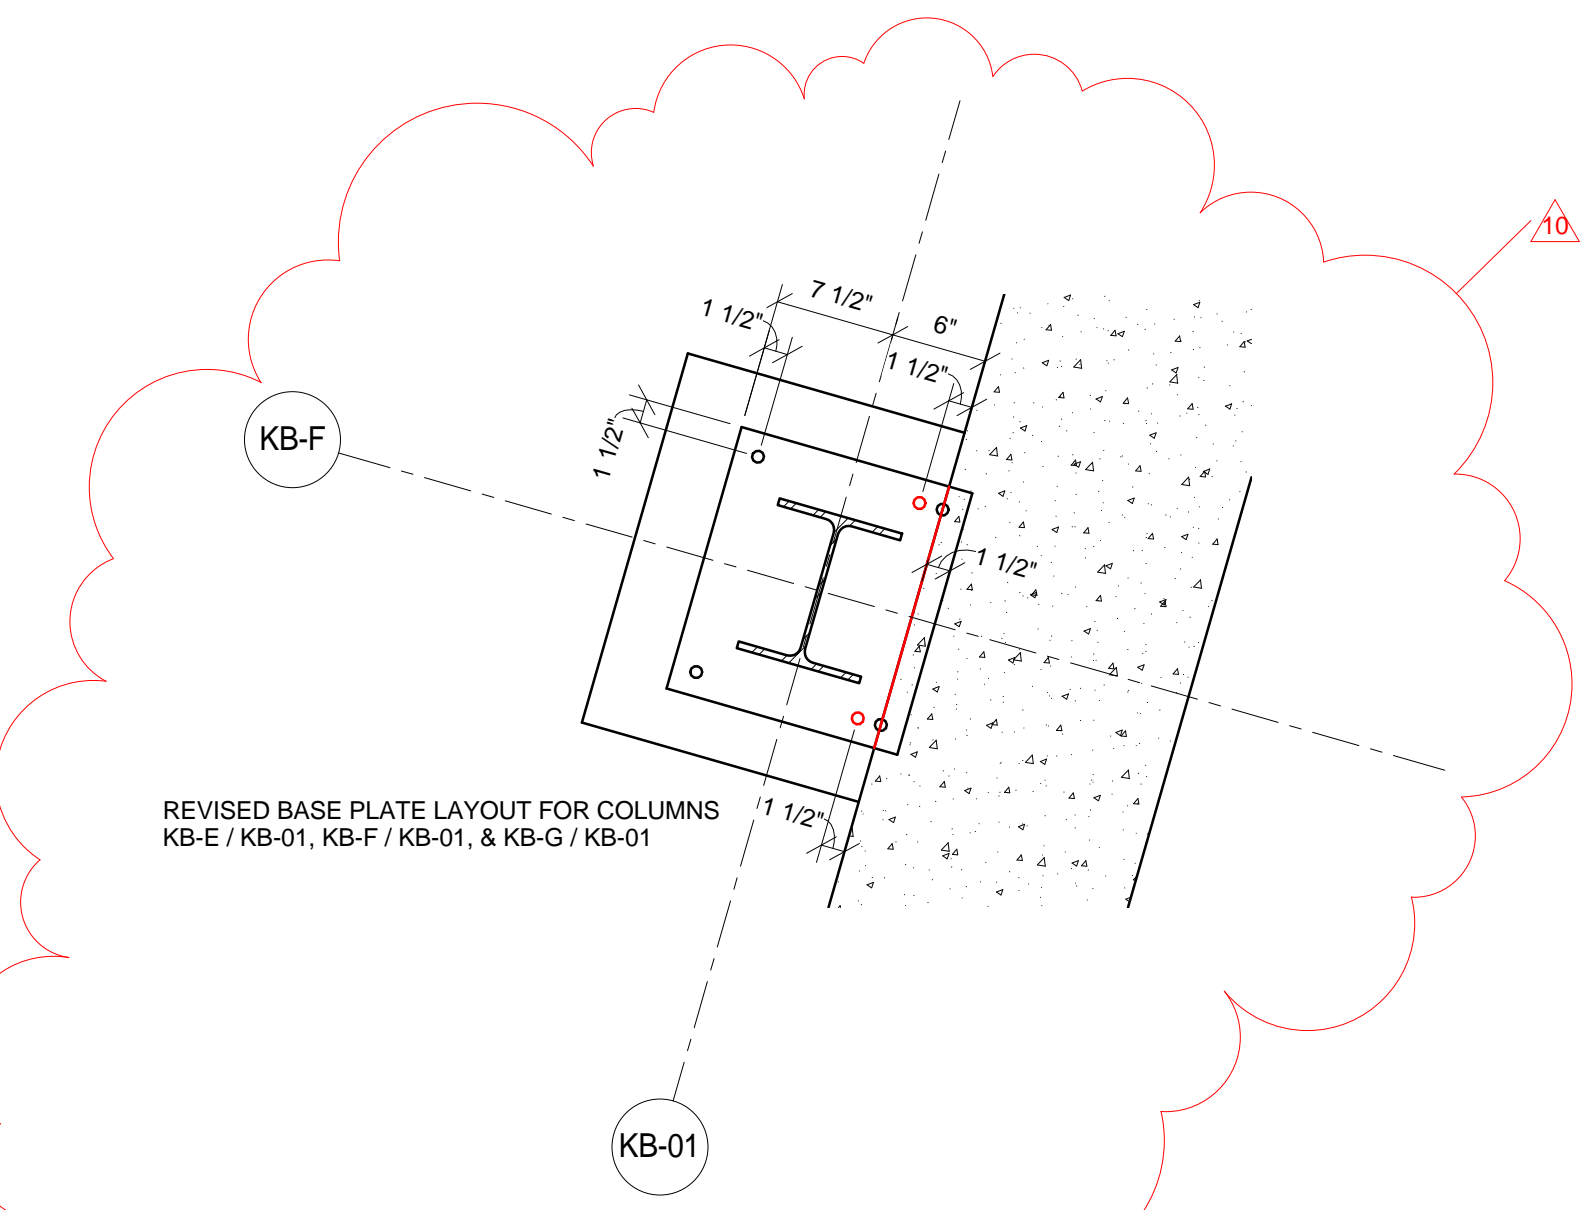 10
7 1/2"
1 1/2"
6"
1 1/2"
1 1/2"
KB-F
1 1/2"
REVISED BASE PLATE LAYOUT FOR COLUMNS
KB-E / KB-01, KB-F / KB-01, & KB-G / KB-01
1 1/2"
KB-01